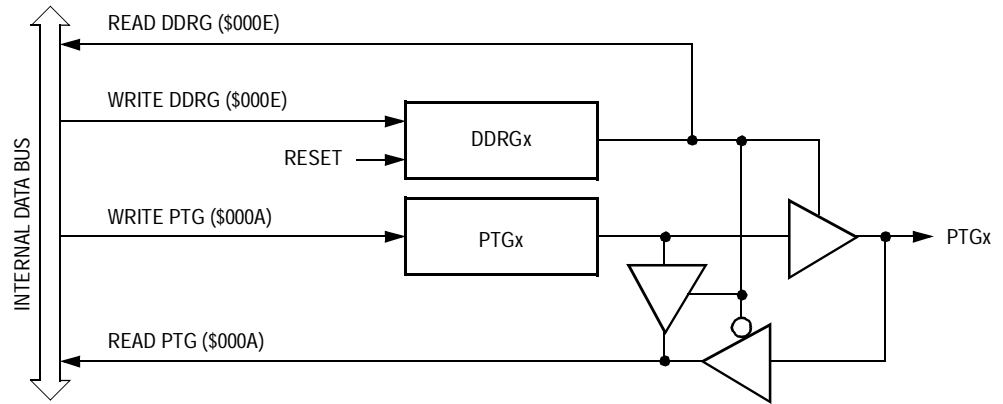 READ DDRG ($000E)
WRITE DDRG ($000E)
DDRGx
RESET
INTERNAL DATA BUS
WRITE PTG ($000A)
PTGx
PTGx
READ PTG ($000A)